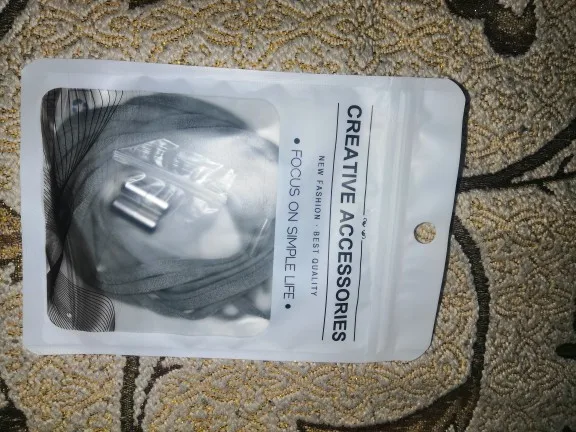 CREATIVE ACCESSORIES
NEW FASHION · BEST QUALITY
• FOCUS ON SIMPLE LIFE •